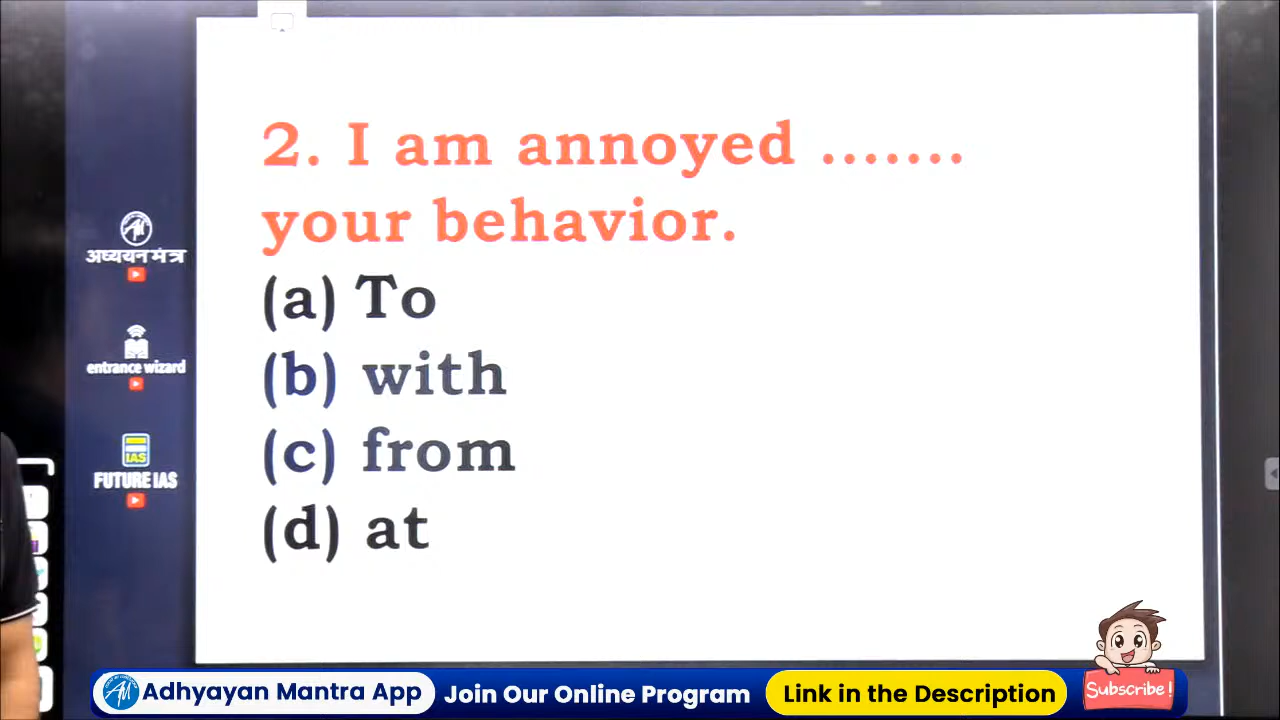 2. I am annoyed .......
your behavior.
(a) To
(b) with
(c) from
(d) at
अध्ययन मंत्र
entrance wizard
IAS
FUTURE IAS
Adhyayan Mantra App
Join Our Online Program
Link in the Description
Subscribe!